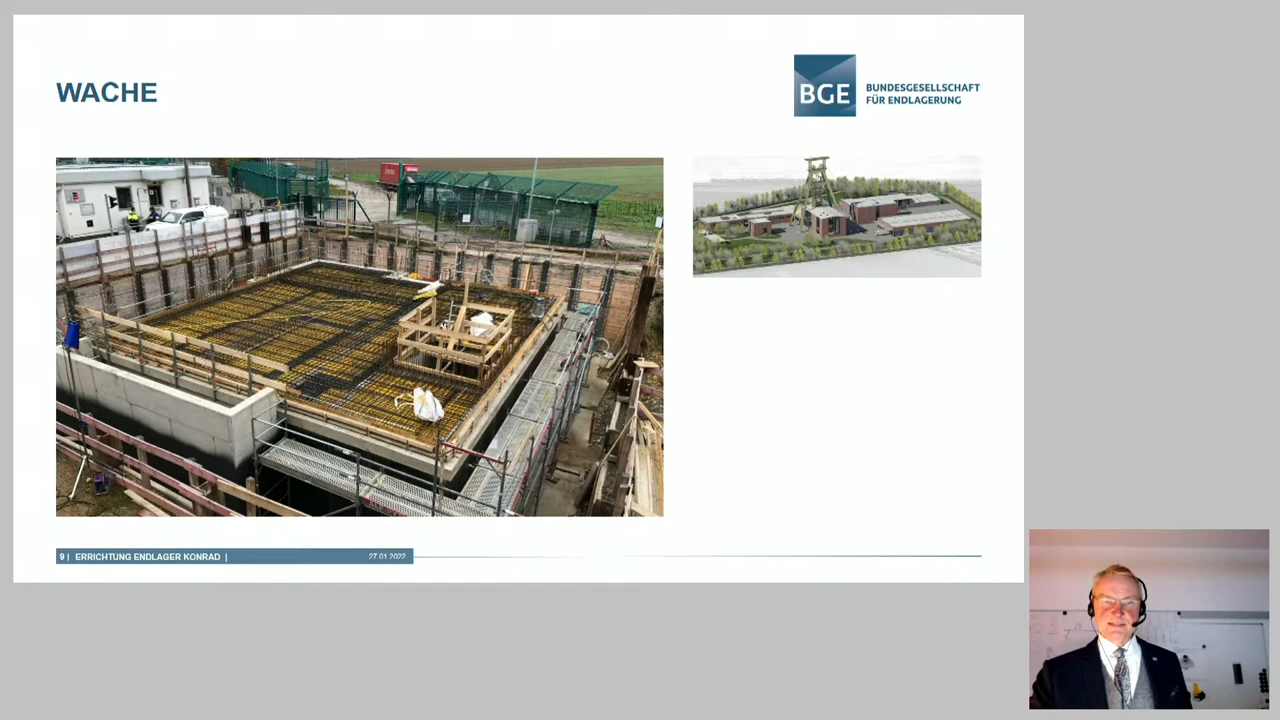 WACHE
BGE
BUNDESGESELLSCHAFT
FÜR ENDLAGERUNG
9 | ERRICHTUNG ENDLAGER KONRAD |
27.01.2022